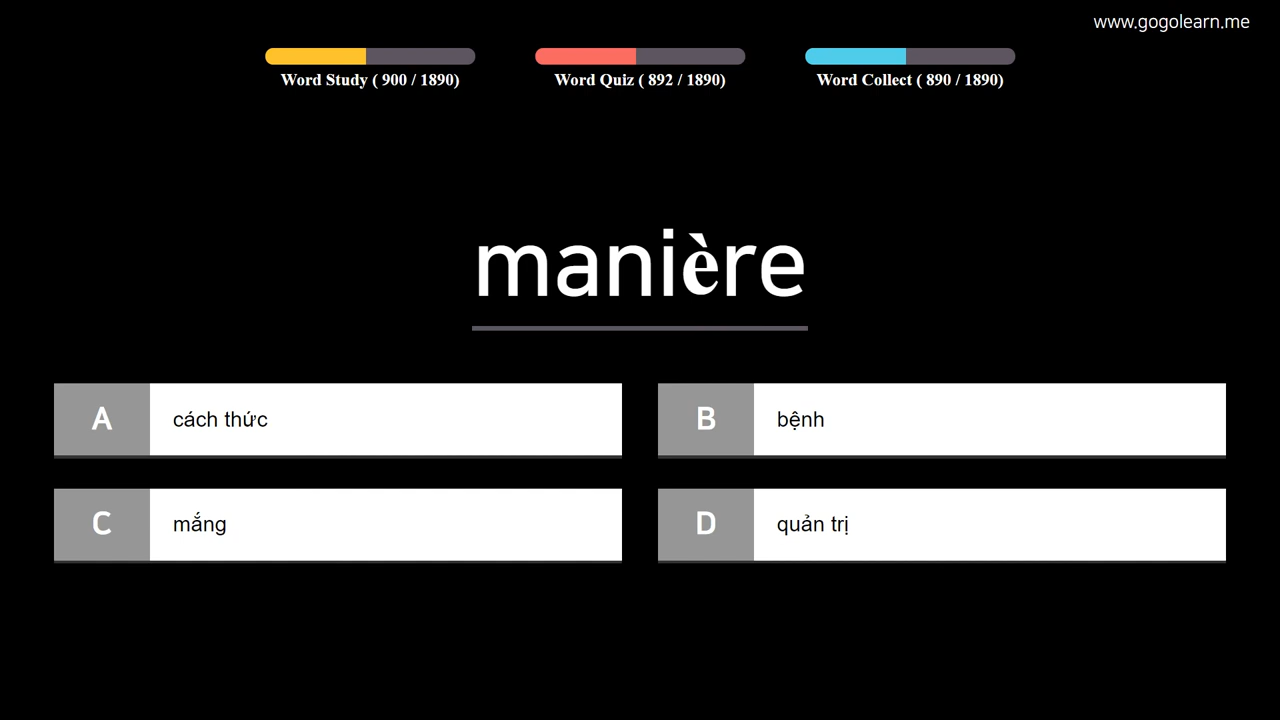 www.gogolearn.me
Word Study ( 900 / 1890)
Word Quiz ( 892 / 1890)
Word Collect ( 890 / 1890)
manière
A cách thức
B bệnh
C mắng
D quản trị